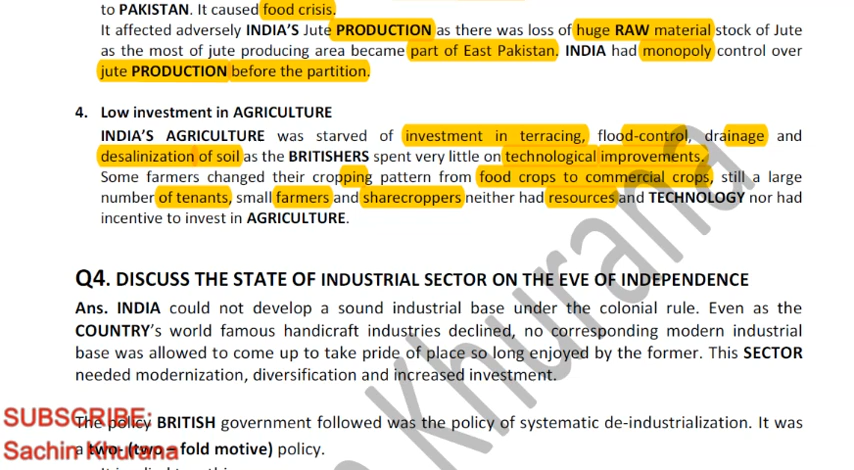 to PAKISTAN. It caused food crisis.
It affected adversely INDIA'S Jute PRODUCTION as there was loss of huge RAW material stock of Jute
as the most of jute producing area became part of East Pakistan. INDIA had monopoly control over
jute PRODUCTION before the partition.
4. Low investment in AGRICULTURE
INDIA'S AGRICULTURE was starved of investment in terracing, flood-control, drainage and
desalinization of soil as the BRITISHERS spent very little on technological improvements.
Some farmers changed their cropping pattern from food crops to commercial crops, still a large
number of tenants, small farmers and sharecroppers neither had resources and TECHNOLOGY nor had
incentive to invest in AGRICULTURE.
Q4. DISCUSS THE STATE OF INDUSTRIAL SECTOR ON THE EVE OF INDEPENDENCE
Ans. INDIA could not develop a sound industrial base under the colonial rule. Even as the
COUNTRY's world famous handicraft industries declined, no corresponding modern industrial
base was allowed to come up to take pride of place so long enjoyed by the former. This SECTOR
needed modernization, diversification and increased investment.
The policy BRITISH government followed was the policy of systematic de-industrialization. It was
a two- (two – fold motive) policy.
SUBSCRIBE:
Sachin Khurana
Khurana